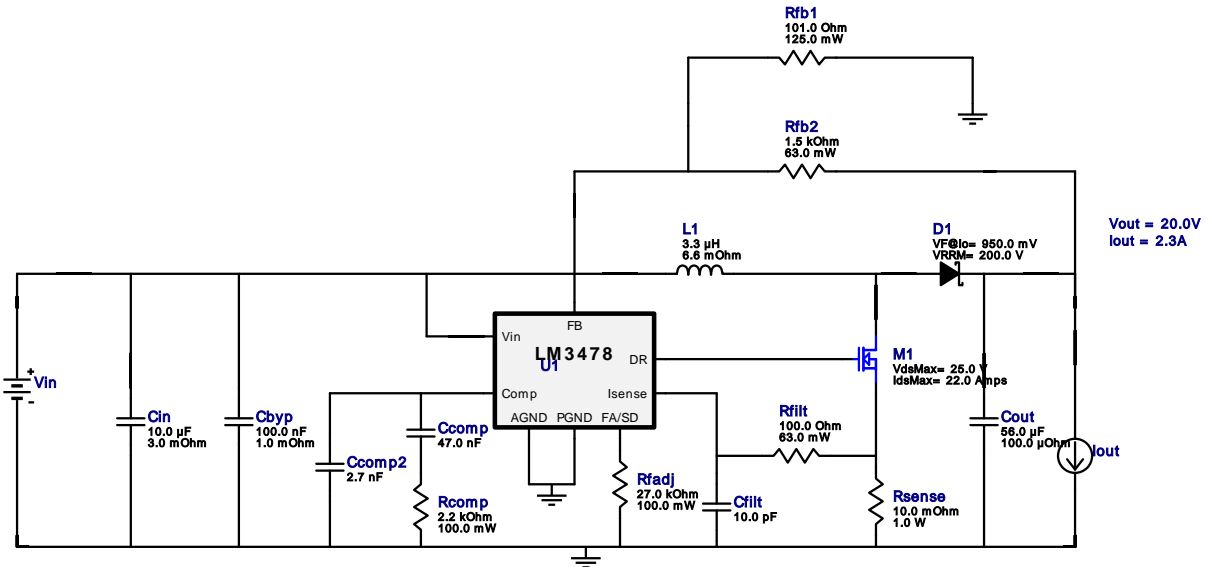 Rfb1
101.0 Ohm
125.0 mW
Rfb2
1.5 kOhm
63.0 mW
Vout = 20.0V
Iout = 2.3A
L1
3.3 µH
6.6 mOhm
D1
VF@Io= 950.0 mV
VRRM= 200.0 V
FB
Vin
LM3478
U1
DR
Comp
Isense
AGND PGND FA/SD
M1
VdsMax= 25.0 V
IdsMax= 22.0 Amps
+
Vin
-
Cin
10.0 µF
3.0 mOhm
Cbyp
100.0 nF
1.0 mOhm
Ccomp2
2.7 nF
Ccomp
47.0 nF
Rcomp
2.2 kOhm
100.0 mW
Rfadj
27.0 kOhm
100.0 mW
Cfilt
10.0 pF
Rfilt
100.0 Ohm
63.0 mW
Rsense
10.0 mOhm
1.0 W
Cout
56.0 µF
100.0 µOhm
Iout